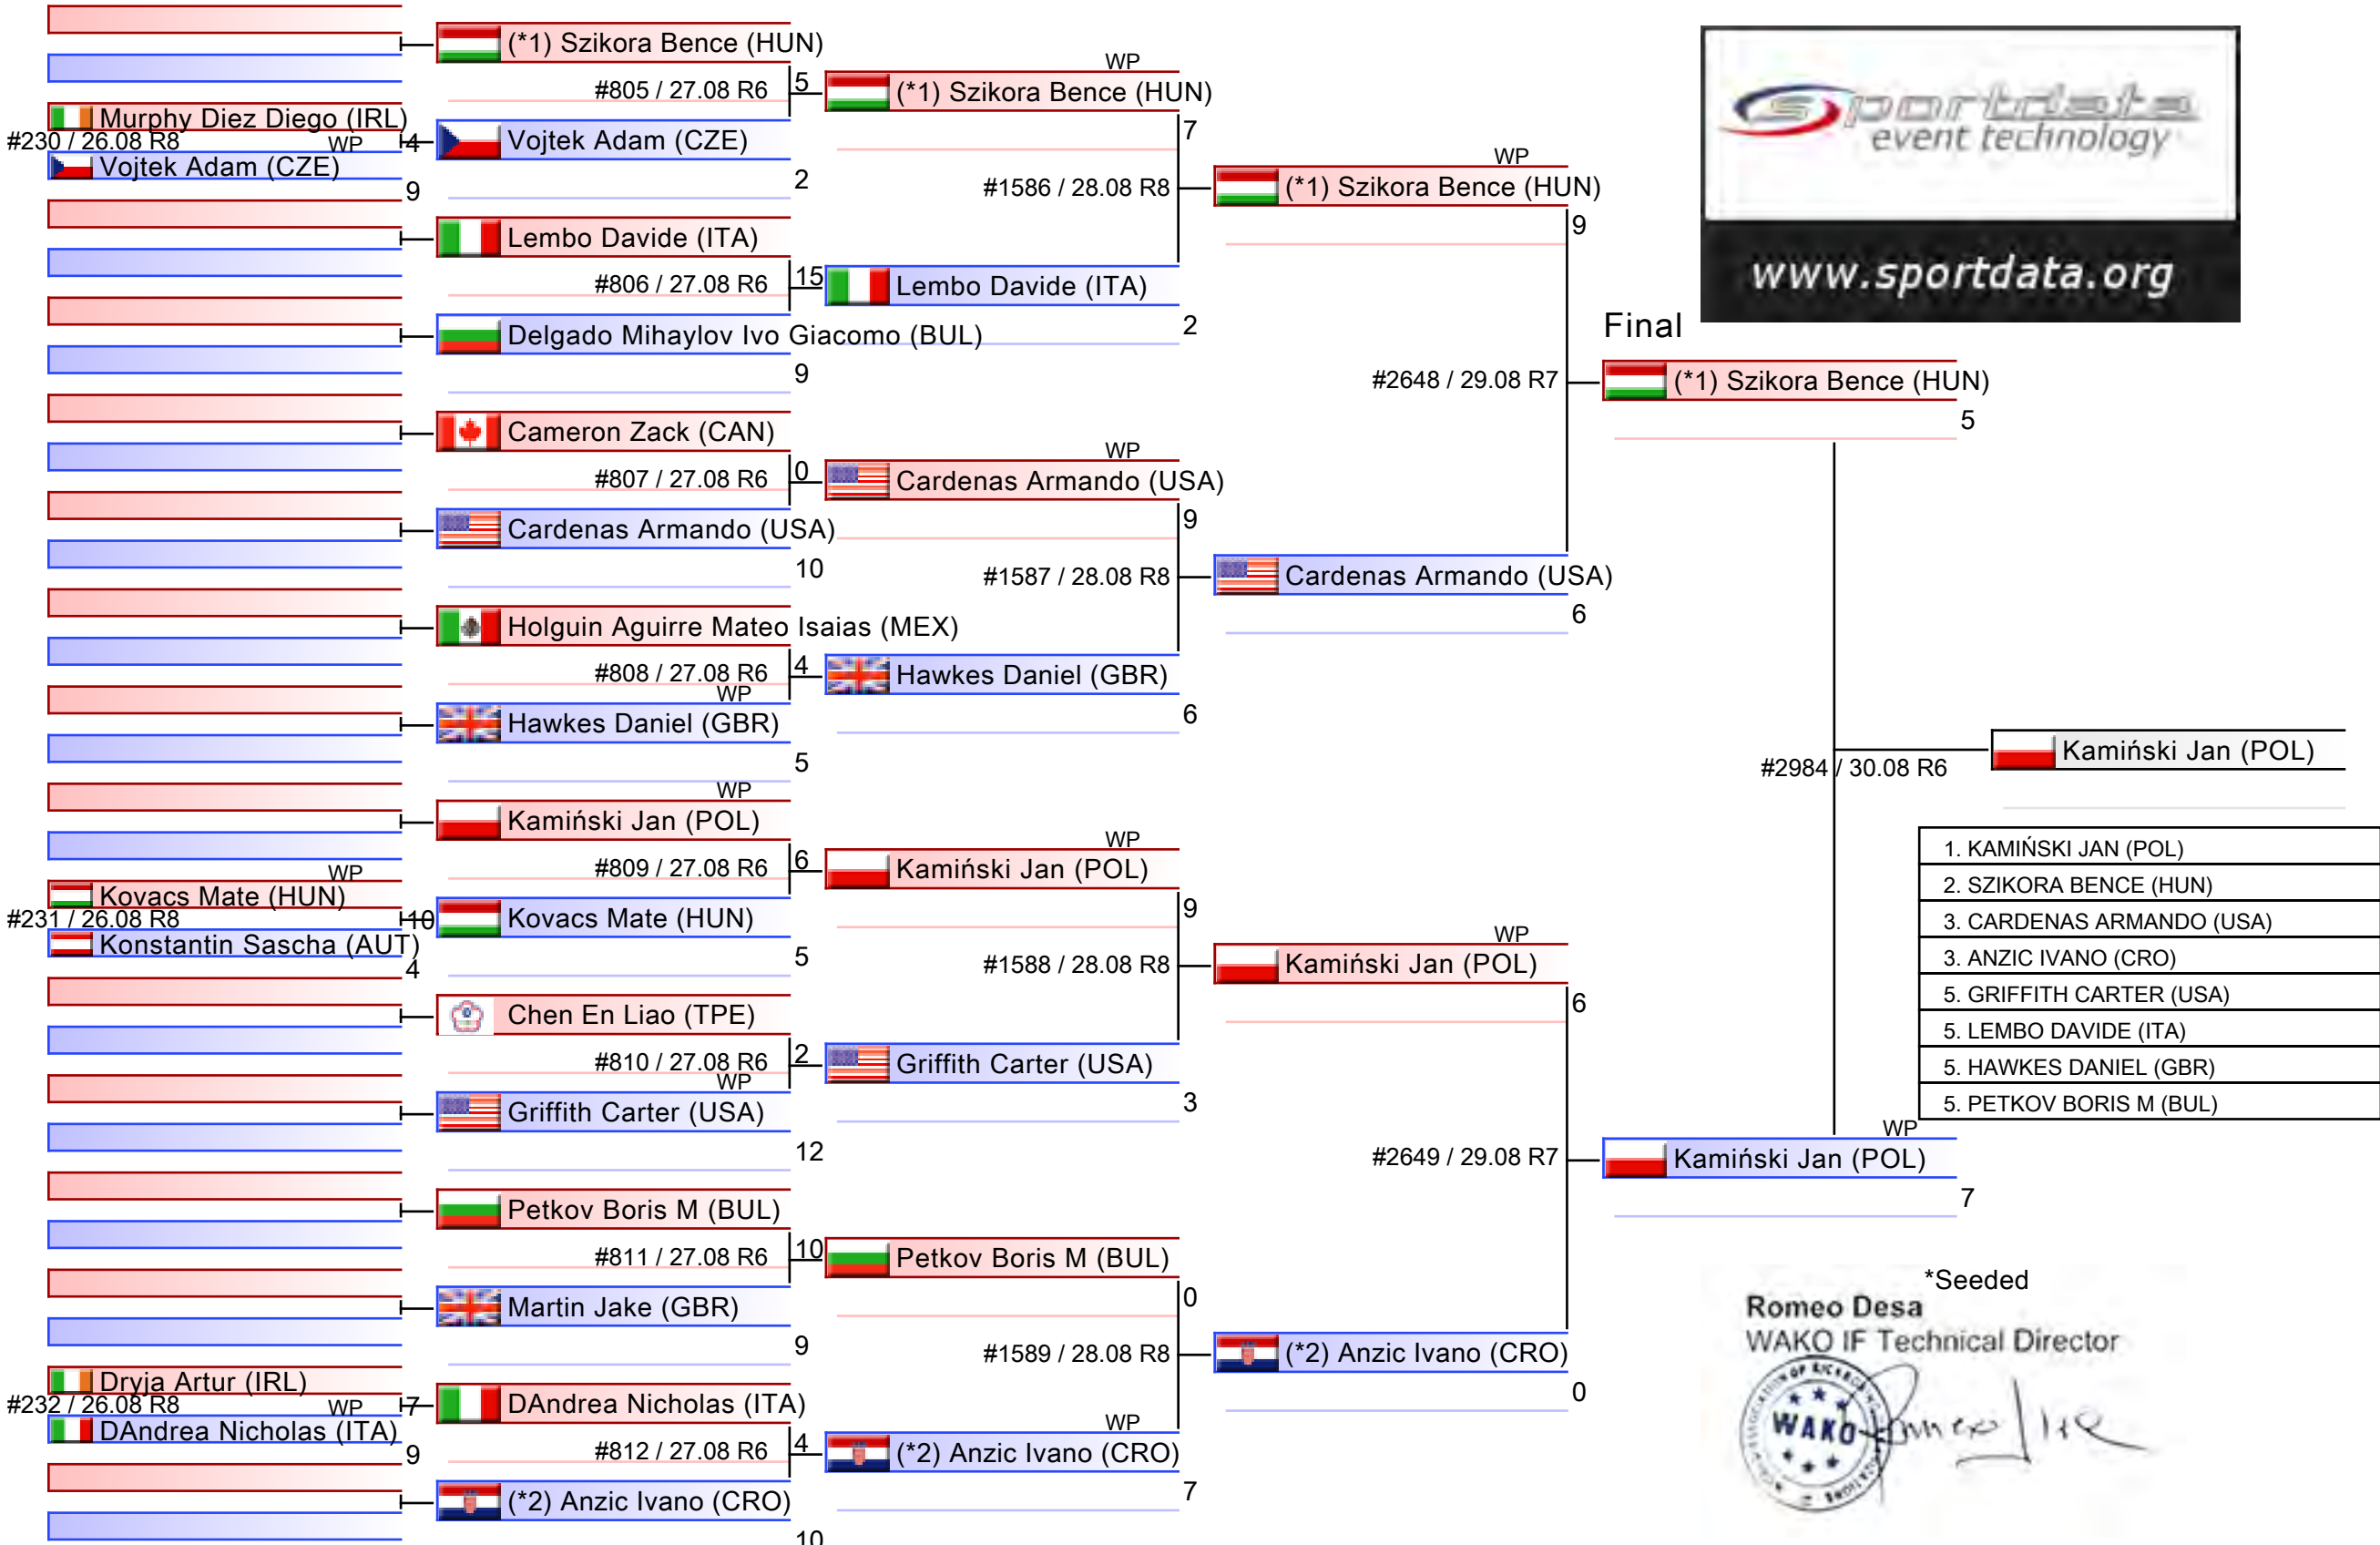 Murphy Diez Diego (IRL)
#230 / 26.08 R8
WP
4
Vojtek Adam (CZE)
9
WP
Kovacs Mate (HUN)
#231 / 26.08 R8
10
Konstantin Sascha (AUT)
4
Dryja Artur (IRL)
#232 / 26.08 R8
WP
7
DAndrea Nicholas (ITA)
9
(*1) Szikora Bence (HUN)
#805 / 27.08 R6
5
Vojtek Adam (CZE)
2
Lembo Davide (ITA)
#806 / 27.08 R6
15
Delgado Mihaylov Ivo Giacomo (BUL)
9
Cameron Zack (CAN)
#807 / 27.08 R6
0
Cardenas Armando (USA)
10
Holguin Aguirre Mateo Isaias (MEX)
#808 / 27.08 R6
4
WP
Hawkes Daniel (GBR)
5
WP
Kamiński Jan (POL)
#809 / 27.08 R6
6
Kovacs Mate (HUN)
5
Chen En Liao (TPE)
#810 / 27.08 R6
2
WP
Griffith Carter (USA)
12
Petkov Boris M (BUL)
#811 / 27.08 R6
10
Martin Jake (GBR)
9
DAndrea Nicholas (ITA)
#812 / 27.08 R6
4
(*2) Anzic Ivano (CRO)
10
WP
(*1) Szikora Bence (HUN)
7
#1586 / 28.08 R8
Lembo Davide (ITA)
2
WP
Cardenas Armando (USA)
9
#1587 / 28.08 R8
Hawkes Daniel (GBR)
6
WP
Kamiński Jan (POL)
9
#1588 / 28.08 R8
Griffith Carter (USA)
3
Petkov Boris M (BUL)
0
#1589 / 28.08 R8
WP
(*2) Anzic Ivano (CRO)
7
WP
(*1) Szikora Bence (HUN)
9
#2648 / 29.08 R7
Cardenas Armando (USA)
6
WP
Kamiński Jan (POL)
6
#2649 / 29.08 R7
(*2) Anzic Ivano (CRO)
0
sportdata
event technology
www.sportdata.org
Final
(*1) Szikora Bence (HUN)
5
#2984 / 30.08 R6
Kamiński Jan (POL)
1. KAMIŃSKI JAN (POL)
2. SZIKORA BENCE (HUN)
3. CARDENAS ARMANDO (USA)
3. ANZIC IVANO (CRO)
5. GRIFFITH CARTER (USA)
5. LEMBO DAVIDE (ITA)
5. HAWKES DANIEL (GBR)
5. PETKOV BORIS M (BUL)
WP
Kamiński Jan (POL)
7
*Seeded
Romeo Desa
WAKO IF Technical Director
WAKO